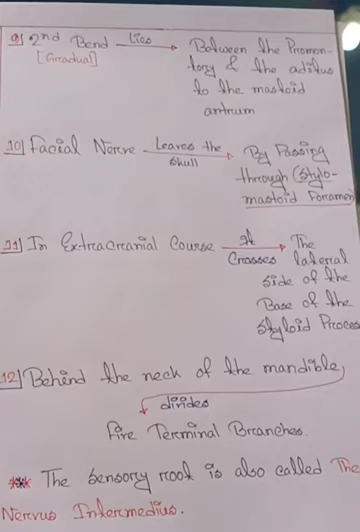 9] 2nd Bend Lies → Between the Promon-
[Gradual] tory & the aditus
to the mastoid
antrum
10] Facial Nerve Leaves the skull → By Passing
through (Stylo-
mastoid Foramen
11] In Extracranial Course It Crosses → The
lateral
side of the
Base of the
Styloid Proces
12] Behind the neck of the mandible,
↓ divides
Five Terminal Branches.
** The sensory root is also called The
Nervus Intermedius.